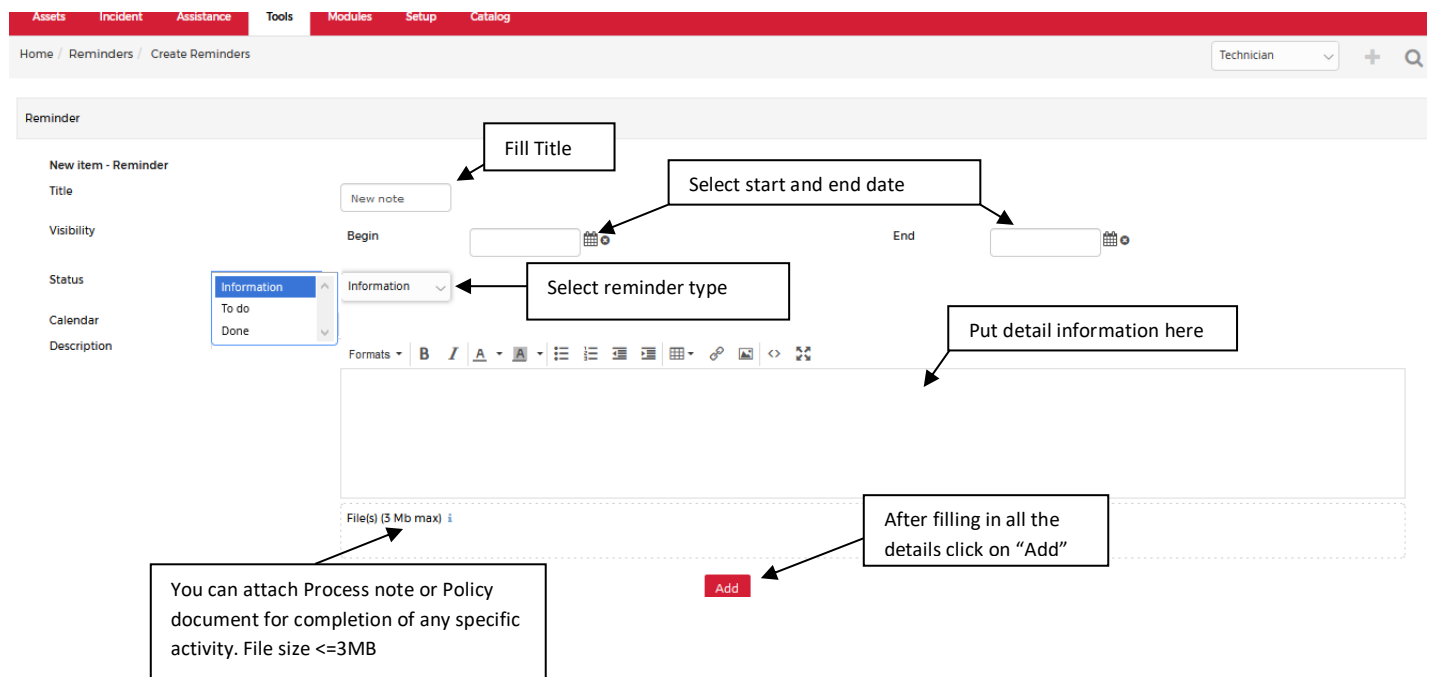 Assets Incident Assistance Tools Modules Setup Catalog
Home / Reminders / Create Reminders
Technician
Reminder
Fill Title
New item - Reminder
Title
New note
Select start and end date
Visibility
Begin
End
Status
Information
To do
Done
Information
Select reminder type
Calendar
Put detail information here
Description
Formats B I A A
File(s) (3 Mb max) i
After filling in all the
details click on “Add”
Add
You can attach Process note or Policy
document for completion of any specific
activity. File size <=3MB